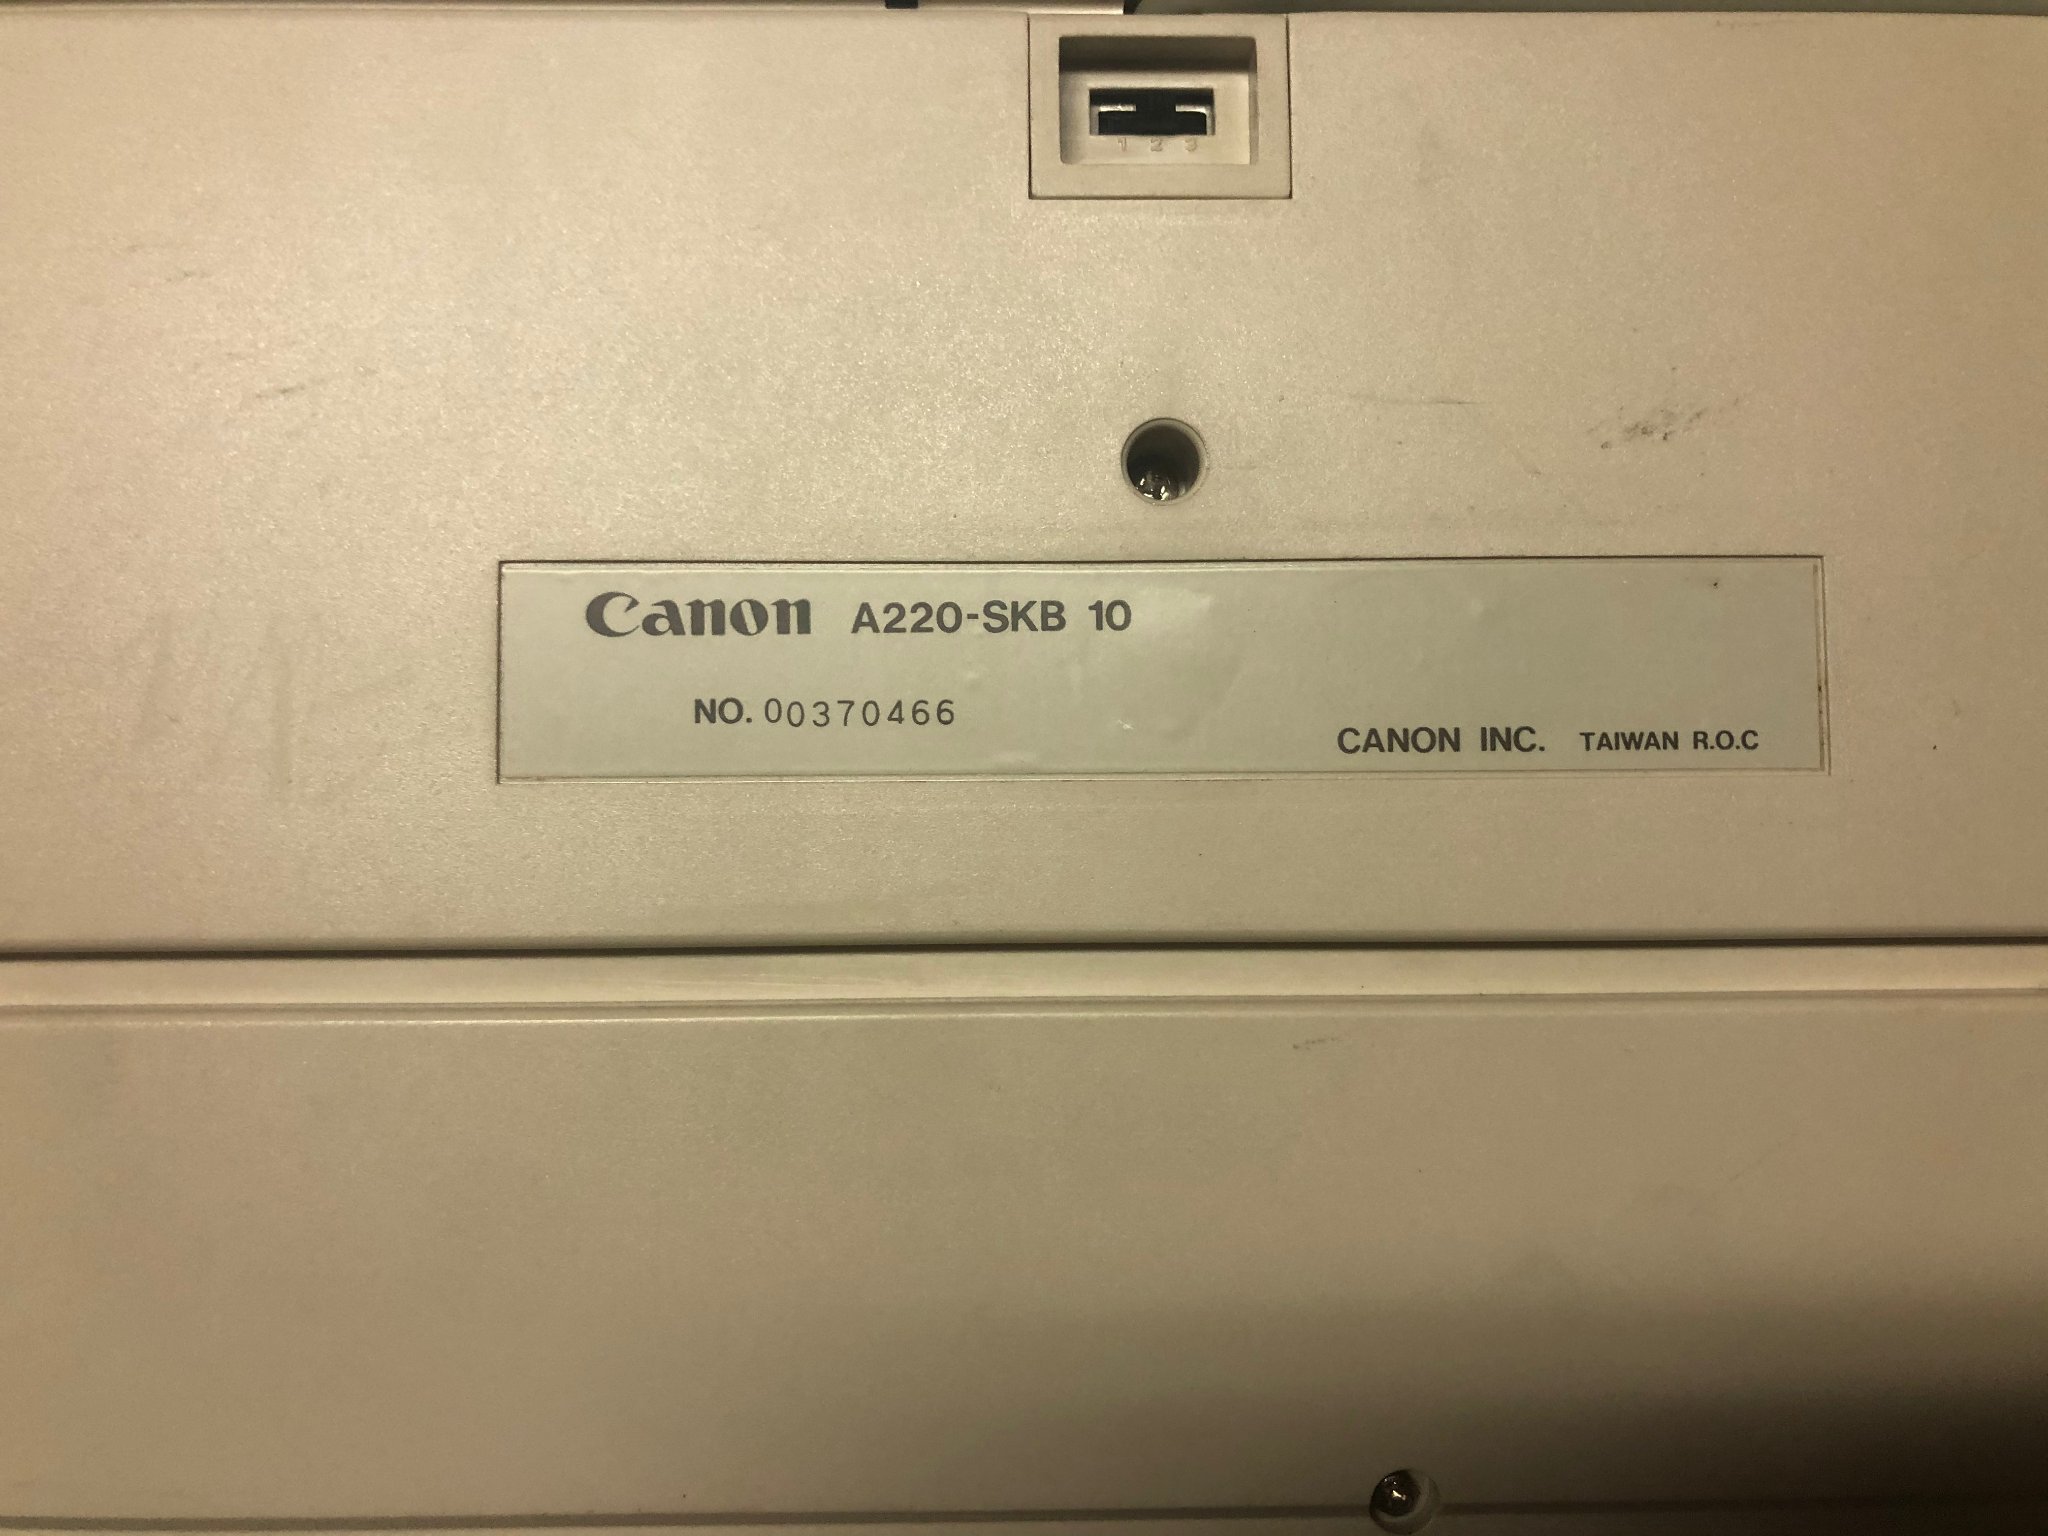 1 2 3
Canon A220-SKB 10
NO. 00370466
CANON INC. TAIWAN R.O.C